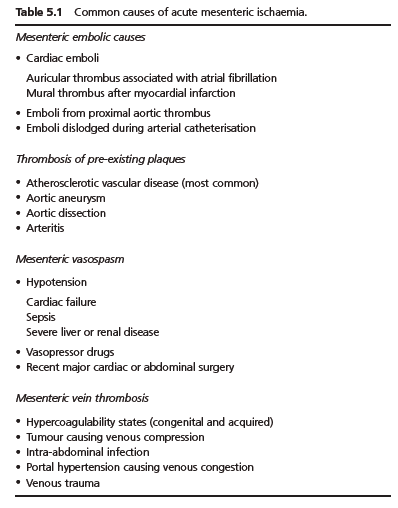 Table 5.1 Common causes of acute mesenteric ischaemia.
Mesenteric embolic causes
• Cardiac emboli
Auricular thrombus associated with atrial fibrillation
Mural thrombus after myocardial infarction
• Emboli from proximal aortic thrombus
• Emboli dislodged during arterial catheterisation
Thrombosis of pre-existing plaques
• Atherosclerotic vascular disease (most common)
• Aortic aneurysm
• Aortic dissection
• Arteritis
Mesenteric vasospasm
• Hypotension
Cardiac failure
Sepsis
Severe liver or renal disease
• Vasopressor drugs
• Recent major cardiac or abdominal surgery
Mesenteric vein thrombosis
• Hypercoagulability states (congenital and acquired)
• Tumour causing venous compression
• Intra-abdominal infection
• Portal hypertension causing venous congestion
• Venous trauma